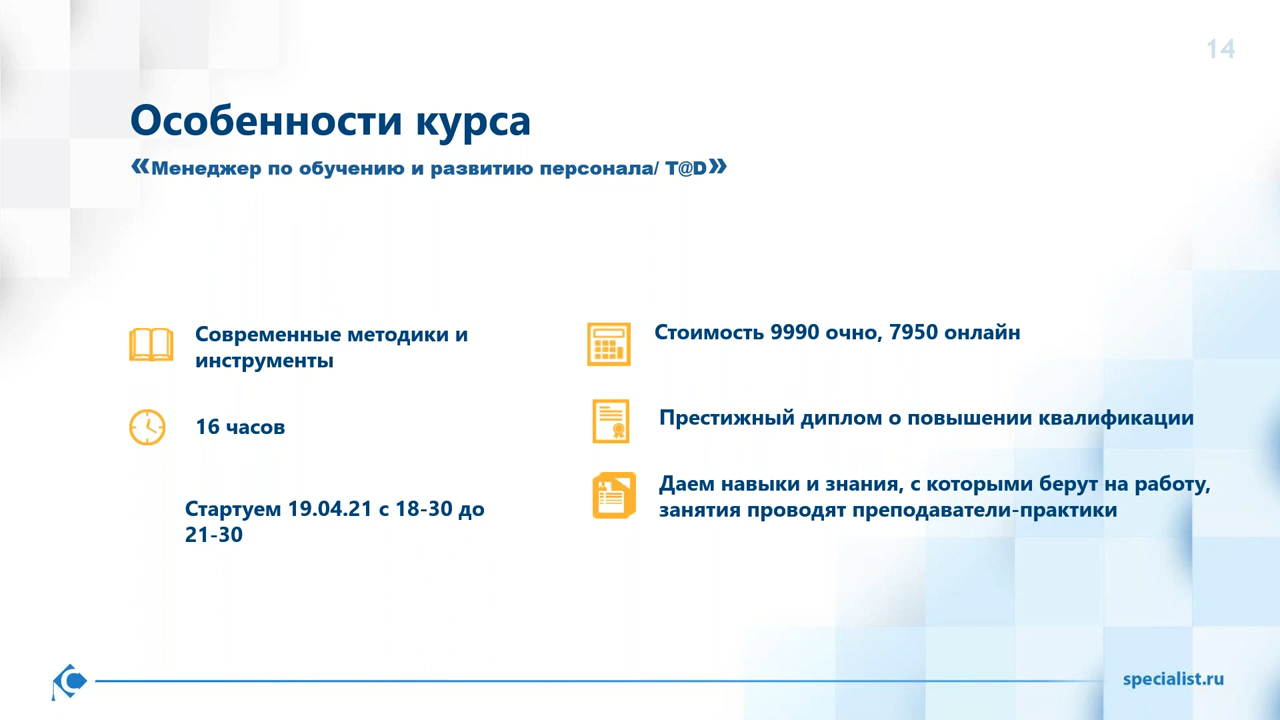 14
Особенности курса
«Менеджер по обучению и развитию персонала/ T@D»
Современные методики и
инструменты
16 часов
Стартуем 19.04.21 с 18-30 до
21-30
Стоимость 9990 очно, 7950 онлайн
Престижный диплом о повышении квалификации
Даем навыки и знания, с которыми берут на работу,
занятия проводят преподаватели-практики
specialist.ru